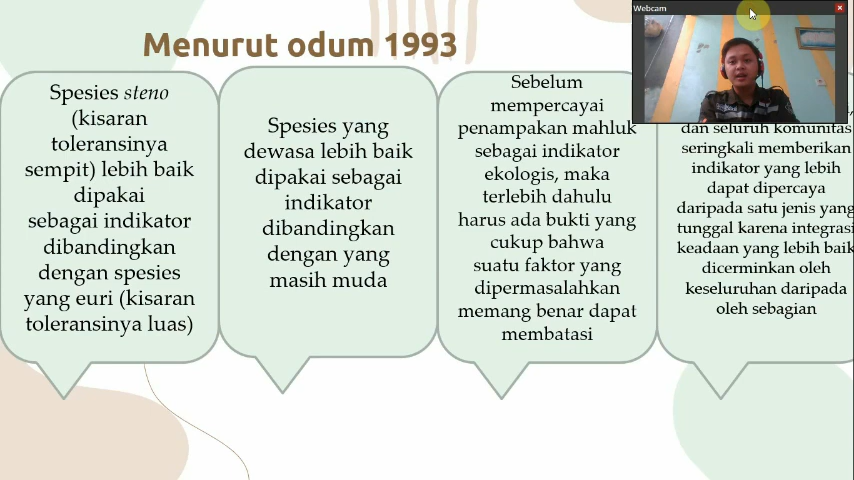 Webcam
Menurut odum 1993
Spesies steno
(kisaran
toleransinya
sempit) lebih baik
dipakai
sebagai indikator
dibandingkan
dengan spesies
yang euri (kisaran
toleransinya luas)
Spesies yang
dewasa lebih baik
dipakai sebagai
indikator
dibandingkan
dengan yang
masih muda
Sebelum
mempercayai
penampakan mahluk
sebagai indikator
ekologis, maka
terlebih dahulu
harus ada bukti yang
cukup bahwa
suatu faktor yang
dipermasalahkan
memang benar dapat
membatasi
dan seluruh komunitas
seringkali memberikan
indikator yang lebih
dapat dipercaya
daripada satu jenis yang
tunggal karena integrasi
keadaan yang lebih baik
dicerminkan oleh
keseluruhan daripada
oleh sebagian